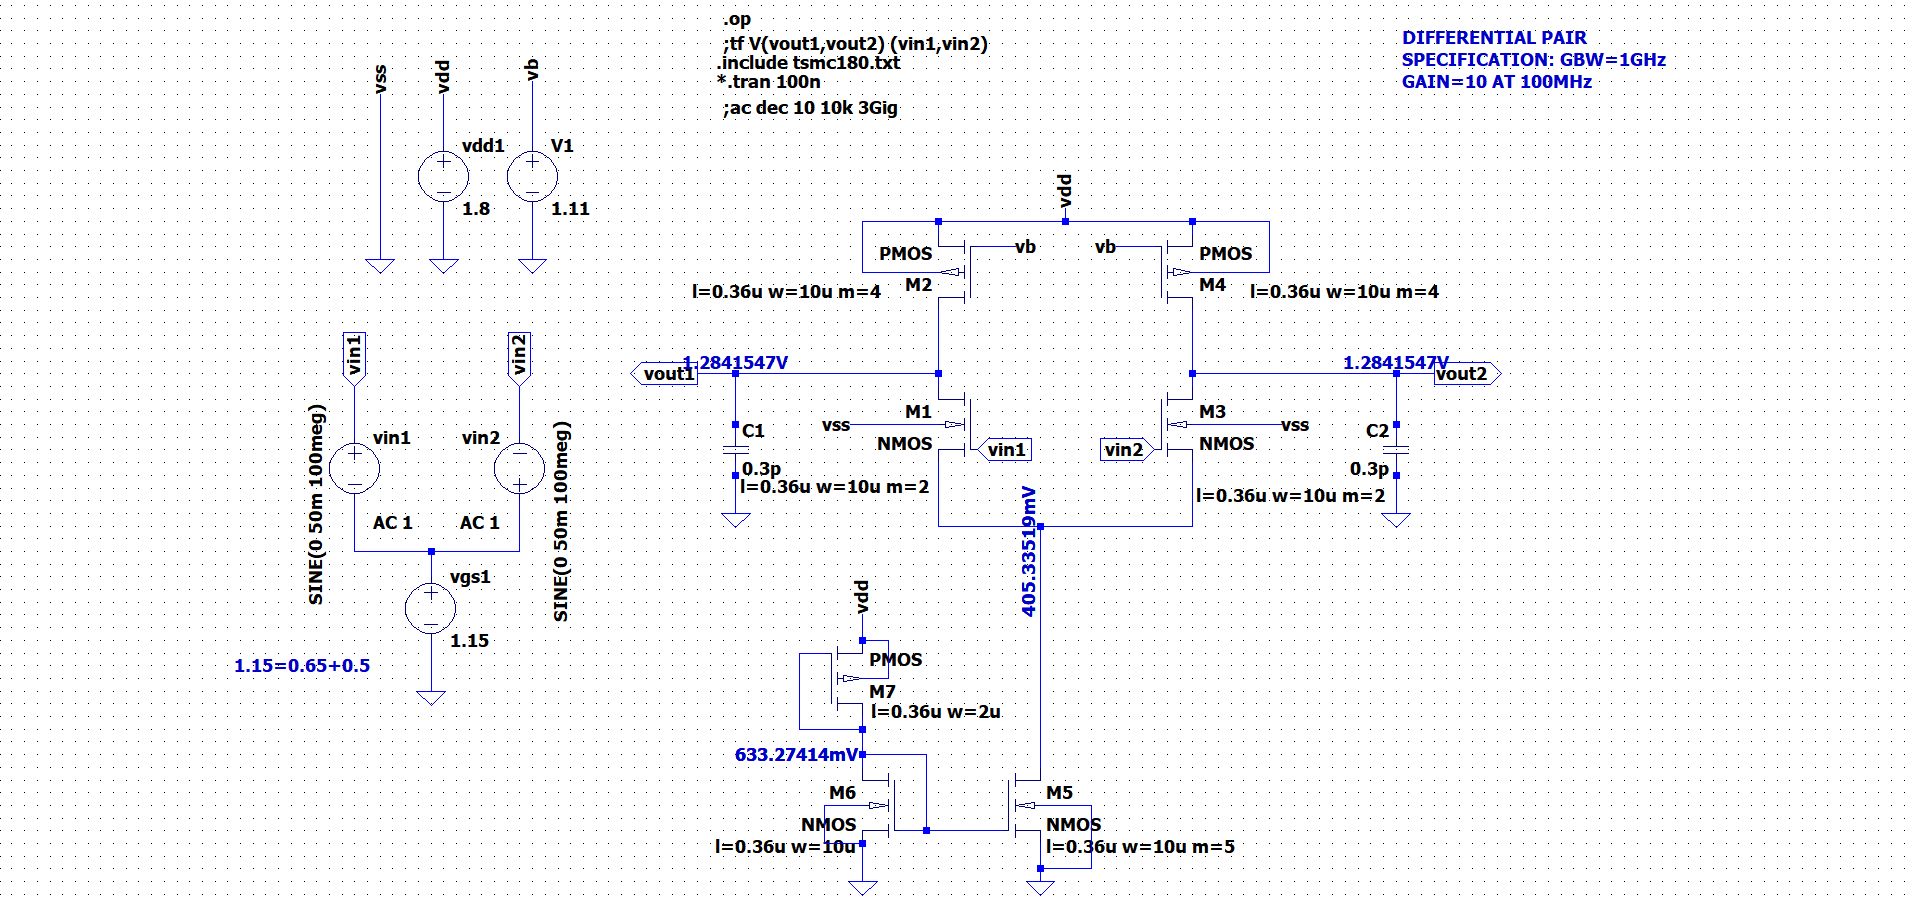 .op
;tf V(vout1,vout2) (vin1,vin2)
.include tsmc180.txt
*.tran 100n
;ac dec 10 10k 3Gig
DIFFERENTIAL PAIR
SPECIFICATION: GBW=1GHz
GAIN=10 AT 100MHz
vss
vdd
vb
vdd1
V1
1.8
1.11
vdd
PMOS
vb
vb
PMOS
M2
M4
l=0.36u w=10u m=4
l=0.36u w=10u m=4
vin1
vin2
1.2841547V
1.2841547V
vout1
vout2
M1
M3
vss
vss
C1
C2
NMOS
NMOS
vin1
vin2
vin1
vin2
0.3p
0.3p
l=0.36u w=10u m=2
l=0.36u w=10u m=2
SINE(0 50m 100meg)
SINE(0 50m 100meg)
AC 1
AC 1
405.33519mV
vgs1
1.15
1.15=0.65+0.5
vdd
PMOS
M7
l=0.36u w=2u
633.27414mV
M6
M5
NMOS
NMOS
l=0.36u w=10u
l=0.36u w=10u m=5